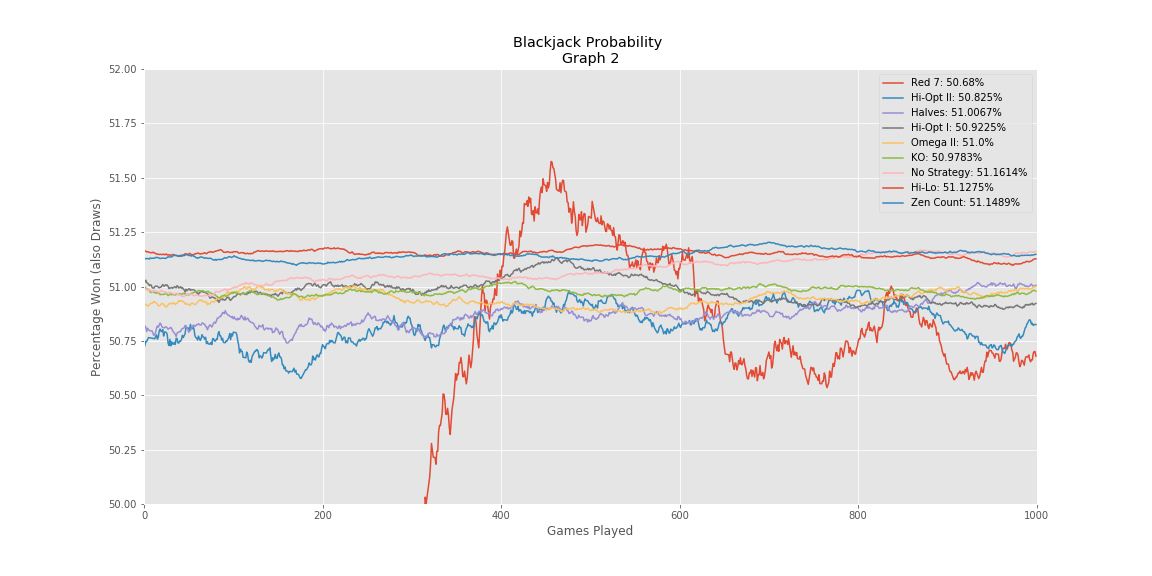 Blackjack Probability
Graph 2
Percentage Won (also Draws)
52.00
51.75
51.50
51.25
51.00
50.75
50.50
50.25
50.00
Red 7: 50.68%
Hi-Opt II: 50.825%
Halves: 51.0067%
Hi-Opt I: 50.9225%
Omega II: 51.0%
KO: 50.9783%
No Strategy: 51.1614%
Hi-Lo: 51.1275%
Zen Count: 51.1489%
0 200 400 600 800 1000
Games Played